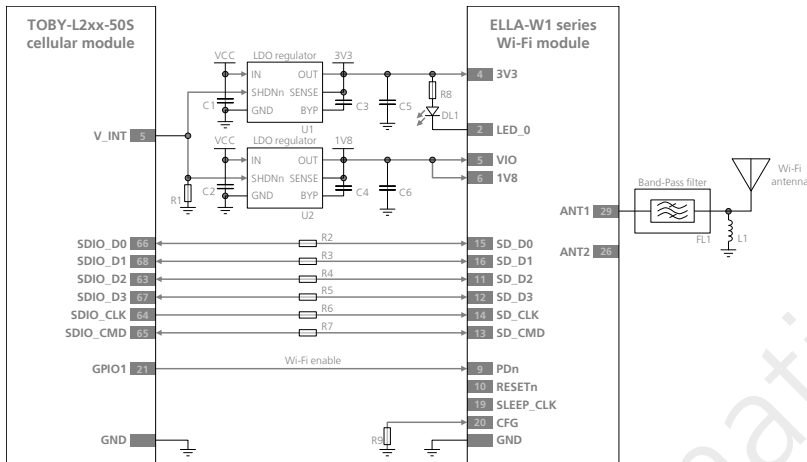 TOBY-L2xx-50S
cellular module
ELLA-W1 series
Wi-Fi module
VCC
LDO regulator
3V3
IN
OUT
SHDNn
SENSE
GND
BYP
C1
C3
C5
U1
R8
DL1
4
3V3
2
LED_0
V_INT
5
VCC
LDO regulator
1V8
IN
OUT
SHDNn
SENSE
GND
BYP
R1
C2
C4
C6
U2
5
VIO
6
1V8
Band-Pass filter
Wi-Fi
antenna
ANT1
29
FL1
L1
ANT2
26
SDIO_D0
66
R2
15
SD_D0
SDIO_D1
68
R3
16
SD_D1
SDIO_D2
63
R4
11
SD_D2
SDIO_D3
67
R5
12
SD_D3
SDIO_CLK
64
R6
14
SD_CLK
SDIO_CMD
65
R7
13
SD_CMD
GPIO1
21
Wi-Fi enable
9
PDn
10
RESETn
19
SLEEP_CLK
20
CFG
R9
GND
GND